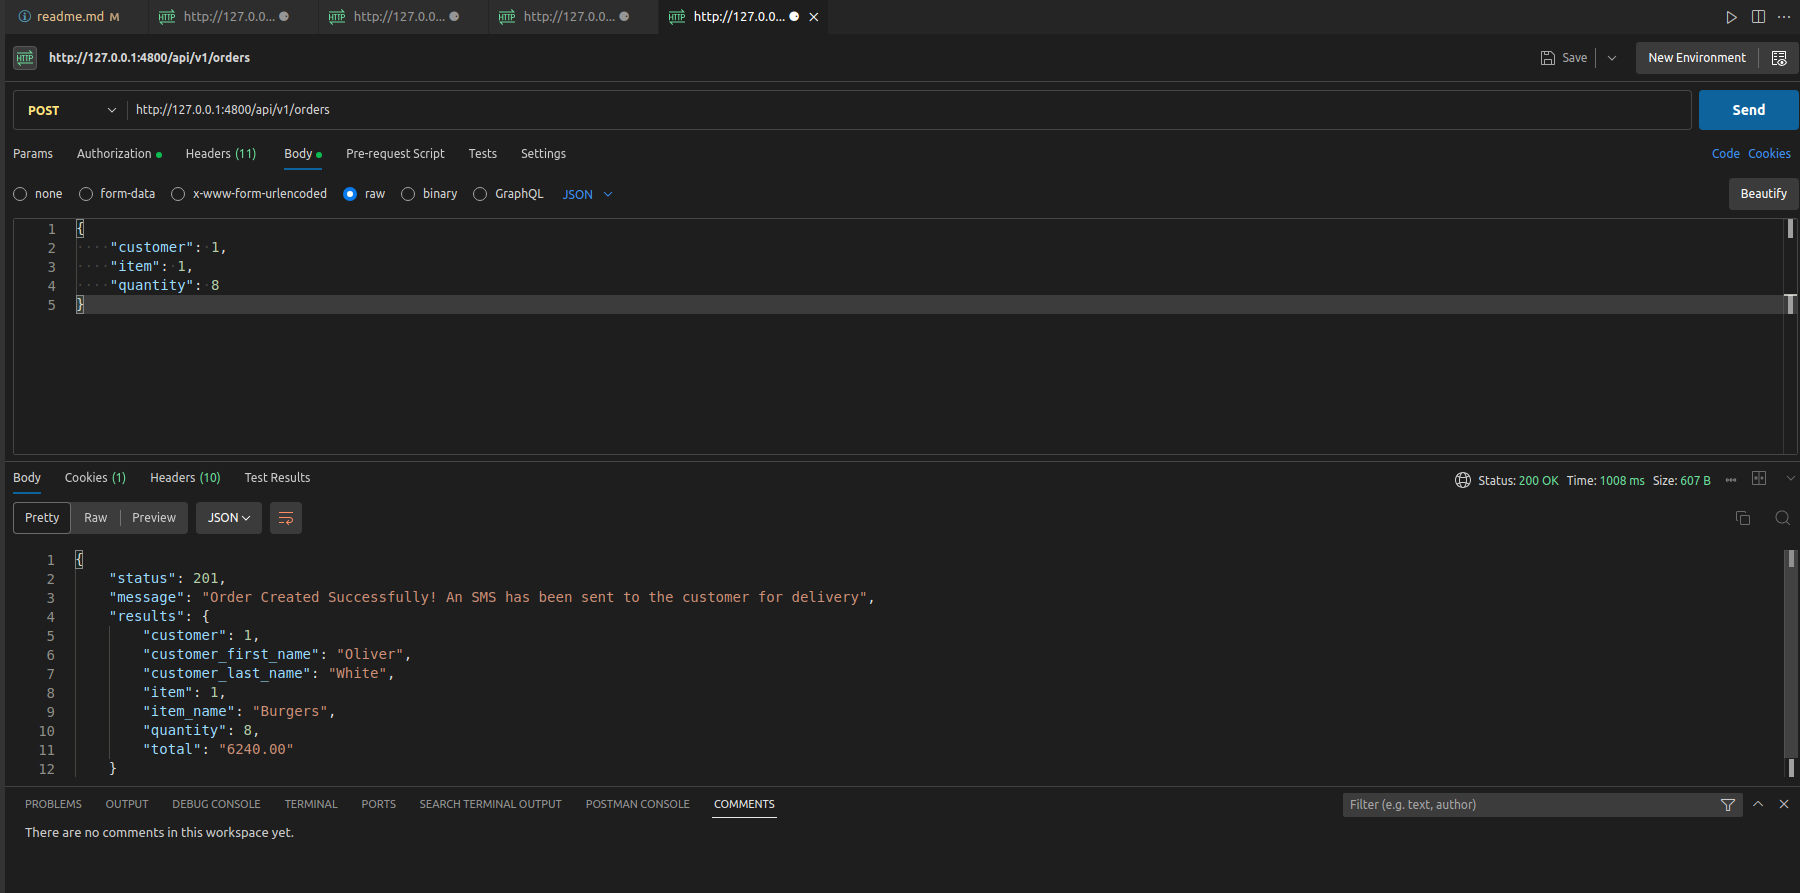 readme.md M http://127.0.0... http://127.0.0... http://127.0.0... http://127.0.0...
HTTP http://127.0.0.1:4800/api/v1/orders Save New Environment
POST http://127.0.0.1:4800/api/v1/orders Send
Params Authorization Headers (11) Body Pre-request Script Tests Settings Code Cookies
none form-data x-www-form-urlencoded raw binary GraphQL JSON Beautify
1 {
2 ····"customer":·1,
3 ····"item":·1,
4 ····"quantity":·8
5 }
Body Cookies (1) Headers (10) Test Results Status: 200 OK Time: 1008 ms Size: 607 B
Pretty Raw Preview JSON
1 {
2 "status": 201,
3 "message": "Order Created Successfully! An SMS has been sent to the customer for delivery",
4 "results": {
5 "customer": 1,
6 "customer_first_name": "Oliver",
7 "customer_last_name": "White",
8 "item": 1,
9 "item_name": "Burgers",
10 "quantity": 8,
11 "total": "6240.00"
12 }
PROBLEMS OUTPUT DEBUG CONSOLE TERMINAL PORTS SEARCH TERMINAL OUTPUT POSTMAN CONSOLE COMMENTS Filter (e.g. text, author)
There are no comments in this workspace yet.